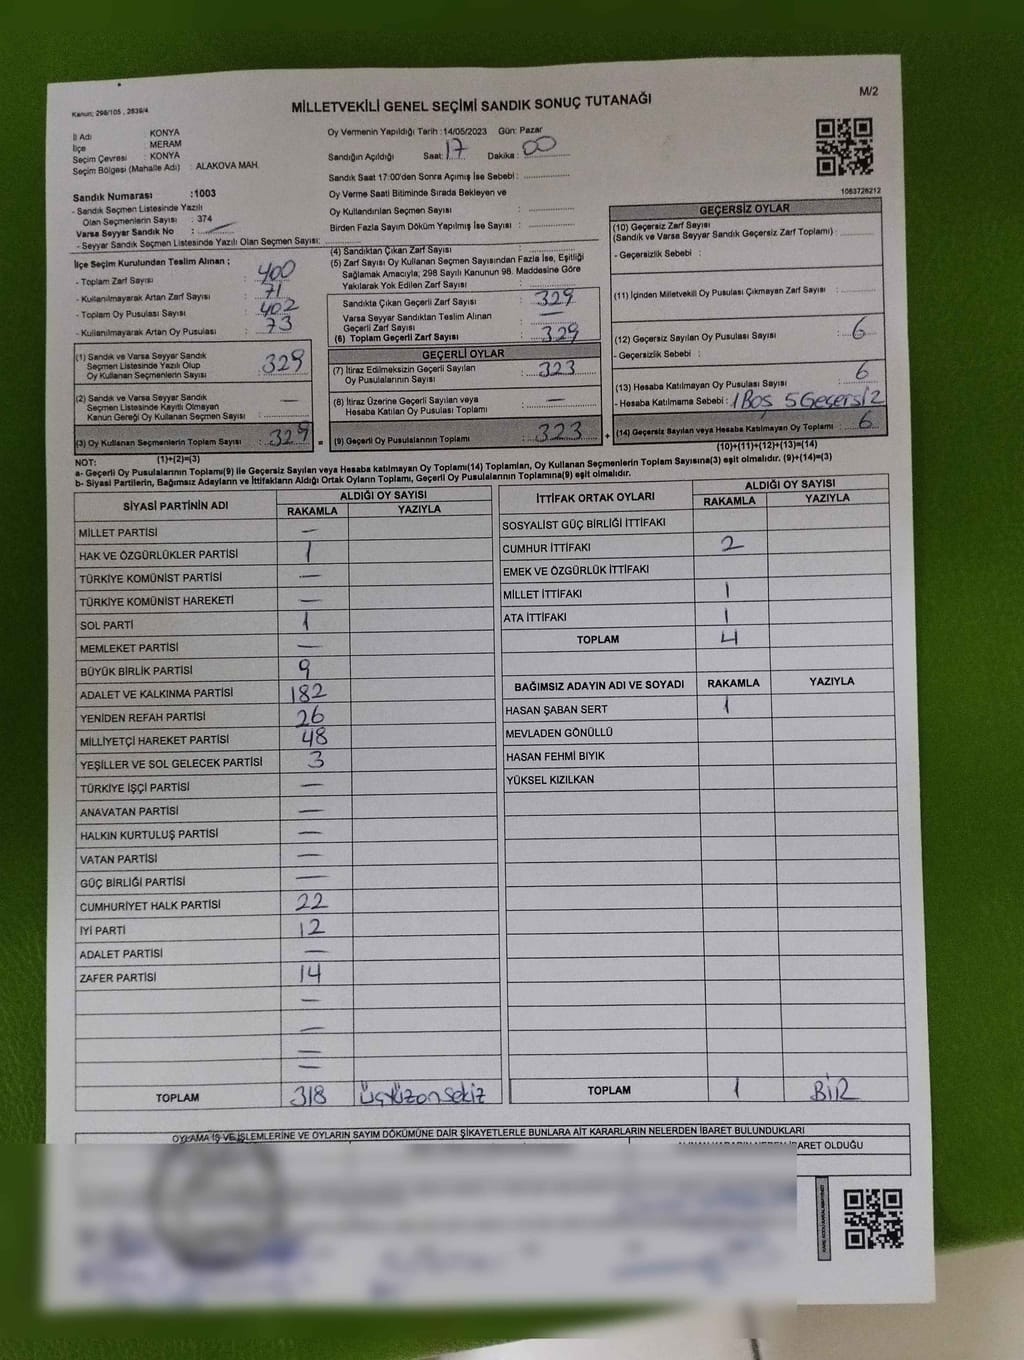 Kanun; 298/105 , 2839/4
MİLLETVEKİLİ GENEL SEÇİMİ SANDIK SONUÇ TUTANAĞI
M/2
İl Adı : KONYA
İlçe : MERAM
Seçim Çevresi : KONYA
Seçim Bölgesi (Mahalle Adı) : ALAKOVA MAH.
Sandık Numarası : 1003
- Sandık Seçmen Listesinde Yazılı
Olan Seçmenlerin Sayısı : 374
Varsa Seyyar Sandık No :
- Seyyar Sandık Seçmen Listesinde Yazılı Olan Seçmen Sayısı:
Oy Vermenin Yapıldığı Tarih : 14/05/2023 Gün: Pazar
Sandığın Açıldığı Saat: 17 Dakika : 00
Sandık Saat 17:00'den Sonra Açımış İse Sebebi :
Oy Verme Saati Bitiminde Sırada Bekleyen ve
Oy Kullandırılan Seçmen Sayısı :
Birden Fazla Sayım Döküm Yapılmış İse Sayısı :
1083728212
İlçe Seçim Kurulundan Teslim Alınan ;
- Toplam Zarf Sayısı : 400
- Kullanılmayarak Artan Zarf Sayısı : 71
- Toplam Oy Pusulası Sayısı : 402
- Kullanılmayarak Artan Oy Pusulası : 73
(1) Sandık ve Varsa Seyyar Sandık
Seçmen Listesinde Yazılı Olup
Oy Kullanan Seçmenlerin Sayısı : 329
(2) Sandık ve Varsa Seyyar Sandık
Seçmen Listesinde Kayıtlı Olmayan
Kanun Gereği Oy Kullanan Seçmen Sayısı : —
(3) Oy Kullanan Seçmenlerin Toplam Sayısı : 329 =
(1)+(2)=(3)
(4) Sandıktan Çıkan Zarf Sayısı :
(5) Zarf Sayısı Oy Kullanan Seçmen Sayısından Fazla İse, Eşitliği
Sağlamak Amacıyla; 298 Sayılı Kanunun 98. Maddesine Göre
Yakılarak Yok Edilen Zarf Sayısı :
Sandıkta Çıkan Geçerli Zarf Sayısı : 329
Varsa Seyyar Sandıktan Teslim Alınan
Geçerli Zarf Sayısı : —
(6) Toplam Geçerli Zarf Sayısı : 329
GEÇERLİ OYLAR
(7) İtiraz Edilmeksizin Geçerli Sayılan
Oy Pusulalarının Sayısı : 323
(8) İtiraz Üzerine Geçerli Sayılan veya
Hesaba Katılan Oy Pusulası Toplamı : —
(9) Geçerli Oy Pusulalarının Toplamı : 323 +
GEÇERSİZ OYLAR
(10) Geçersiz Zarf Sayısı
(Sandık ve Varsa Seyyar Sandık Geçersiz Zarf Toplamı) :
- Geçersizlik Sebebi :
(11) İçinden Milletvekili Oy Pusulası Çıkmayan Zarf Sayısı :
(12) Geçersiz Sayılan Oy Pusulası Sayısı : 6
- Geçersizlik Sebebi :
(13) Hesaba Katılmayan Oy Pusulası Sayısı : 6
- Hesaba Katılmama Sebebi : 1 Boş 5 Geçersiz
(14) Geçersiz Sayılan veya Hesaba Katılmayan Oy Toplamı : 6
(10)+(11)+(12)+(13)=(14)
NOT:
a- Geçerli Oy Pusulalarının Toplamı(9) ile Geçersiz Sayılan veya Hesaba katılmayan Oy Toplamı(14) Toplamları, Oy Kullanan Seçmenlerin Toplam Sayısına(3) eşit olmalıdır. (9)+(14)=(3)
b- Siyasi Partilerin, Bağımsız Adayların ve İttifakların Aldığı Ortak Oyların Toplamı, Geçerli Oy Pusulalarının Toplamına(9) eşit olmalıdır.
SİYASİ PARTİNİN ADI ALDIĞI OY SAYISI
RAKAMLA YAZIYLA
MİLLET PARTİSİ —
HAK VE ÖZGÜRLÜKLER PARTİSİ 1
TÜRKİYE KOMÜNİST PARTİSİ —
TÜRKİYE KOMÜNİST HAREKETİ —
SOL PARTİ 1
MEMLEKET PARTİSİ —
BÜYÜK BİRLİK PARTİSİ 9
ADALET VE KALKINMA PARTİSİ 182
YENİDEN REFAH PARTİSİ 26
MİLLİYETÇİ HAREKET PARTİSİ 48
YEŞİLLER VE SOL GELECEK PARTİSİ 3
TÜRKİYE İŞÇİ PARTİSİ —
ANAVATAN PARTİSİ —
HALKIN KURTULUŞ PARTİSİ —
VATAN PARTİSİ —
GÜÇ BİRLİĞİ PARTİSİ —
CUMHURİYET HALK PARTİSİ 22
İYİ PARTİ 12
ADALET PARTİSİ —
ZAFER PARTİSİ 14
—
—
—
—
TOPLAM 318 üçyüzonsekiz
İTTİFAK ORTAK OYLARI ALDIĞI OY SAYISI
RAKAMLA YAZIYLA
SOSYALİST GÜÇ BİRLİĞİ İTTİFAKI
CUMHUR İTTİFAKI 2
EMEK VE ÖZGÜRLÜK İTTİFAKI
MİLLET İTTİFAKI 1
ATA İTTİFAKI 1
TOPLAM 4
BAĞIMSIZ ADAYIN ADI VE SOYADI RAKAMLA YAZIYLA
HASAN ŞABAN SERT 1
MEVLADEN GÖNÜLLÜ
HASAN FEHMİ BIYIK
YÜKSEL KIZILKAN
TOPLAM 1 BİR
OYLAMA İŞ VE İŞLEMLERİNE VE OYLARIN SAYIM DÖKÜMÜNE DAİR ŞİKAYETLERLE BUNLARA AİT KARARLARIN NELERDEN İBARET BULUNDUKLARI
İBARET OLDUĞU